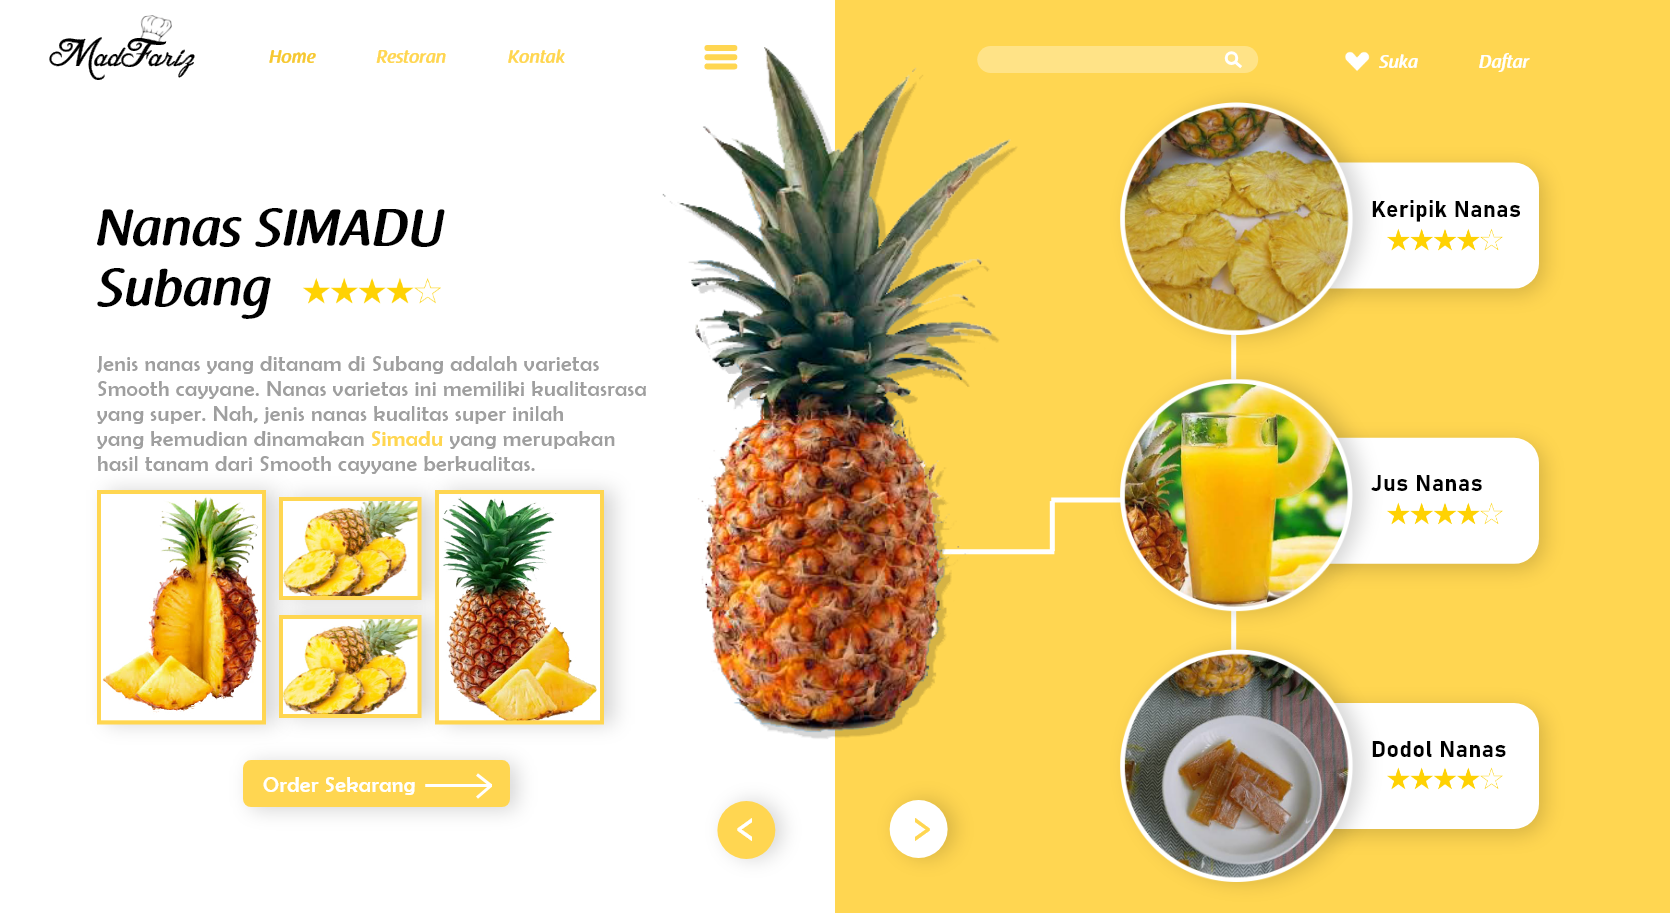 MadFariz
Home
Restoran
Kontak
Suka
Daftar
Nanas SIMADU
Subang
Jenis nanas yang ditanam di Subang adalah varietas
Smooth cayyane. Nanas varietas ini memiliki kualitasrasa
yang super. Nah, jenis nanas kualitas super inilah
yang kemudian dinamakan Simadu yang merupakan
hasil tanam dari Smooth cayyane berkualitas.
Order Sekarang
Keripik Nanas
Jus Nanas
Dodol Nanas